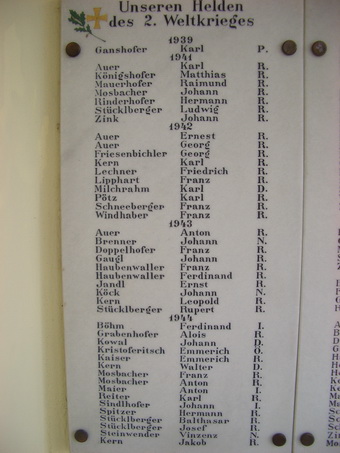 Unseren Helden
des 2. Weltkrieges
1939
Ganshofer Karl P.
1941
Auer Karl R.
Königshofer Matthias R.
Mauerhofer Raimund R.
Mosbacher Johann R.
Rinderhofer Hermann R.
Stücklberger Ludwig R.
Zink Johann R.
1942
Auer Ernest R.
Auer Georg R.
Friesenbichler Georg R.
Kern Karl R.
Lechner Friedrich R.
Lipphart Franz R.
Milchrahm Karl D.
Pötz Karl R.
Schneeberger Franz R.
Windhaber Franz R.
1943
Auer Anton R.
Brenner Johann N.
Doppelhofer Franz R.
Gaugl Johann R.
Haubenwaller Franz R.
Haubenwaller Ferdinand R.
Jandl Ernst R.
Köck Johann N.
Kern Leopold R.
Stücklberger Rupert R.
1944
Böhm Ferdinand I.
Grabenhofer Alois R.
Kowal Johann D.
Kristoferitsch Emmerich Ö.
Kaiser Emmerich R.
Kern Walter D.
Mosbacher Franz R.
Mosbacher Anton R.
Maier Anton I.
Reiter Karl R.
Sindlhofer Johann I.
Spitzer Hermann R.
Stücklberger Balthasar R.
Stücklberger Josef R.
Steinwender Vinzenz N.
Kern Jakob R.